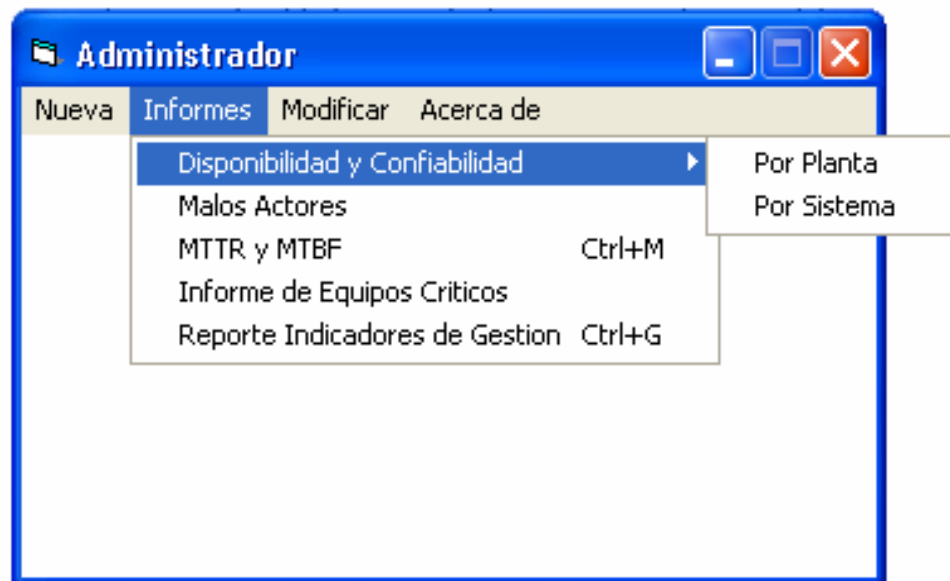 Administrador
Nueva Informes Modificar Acerca de
Disponibilidad y Confiabilidad
Por Planta
Malos Actores
Por Sistema
MTTR y MTBF Ctrl+M
Informe de Equipos Criticos
Reporte Indicadores de Gestion Ctrl+G